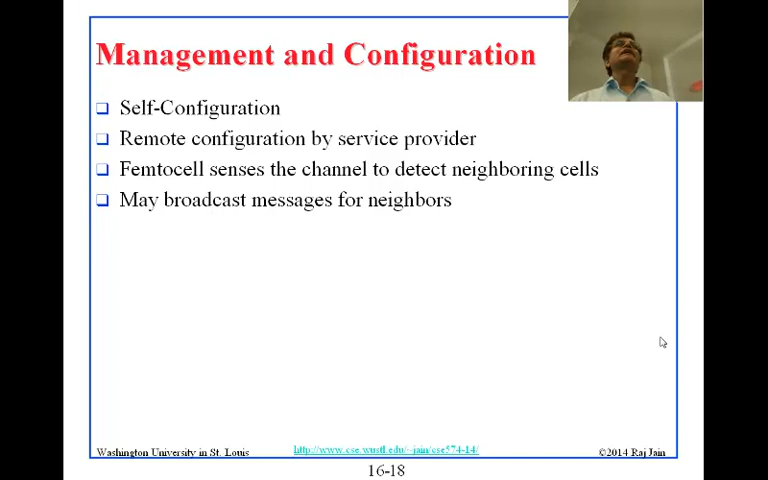 Management and Configuration
Self-Configuration
Remote configuration by service provider
Femtocell senses the channel to detect neighboring cells
May broadcast messages for neighbors
Washington University in St. Louis
http://www.cse.wustl.edu/~jain/cse574-14/
©2014 Raj Jain
16-18